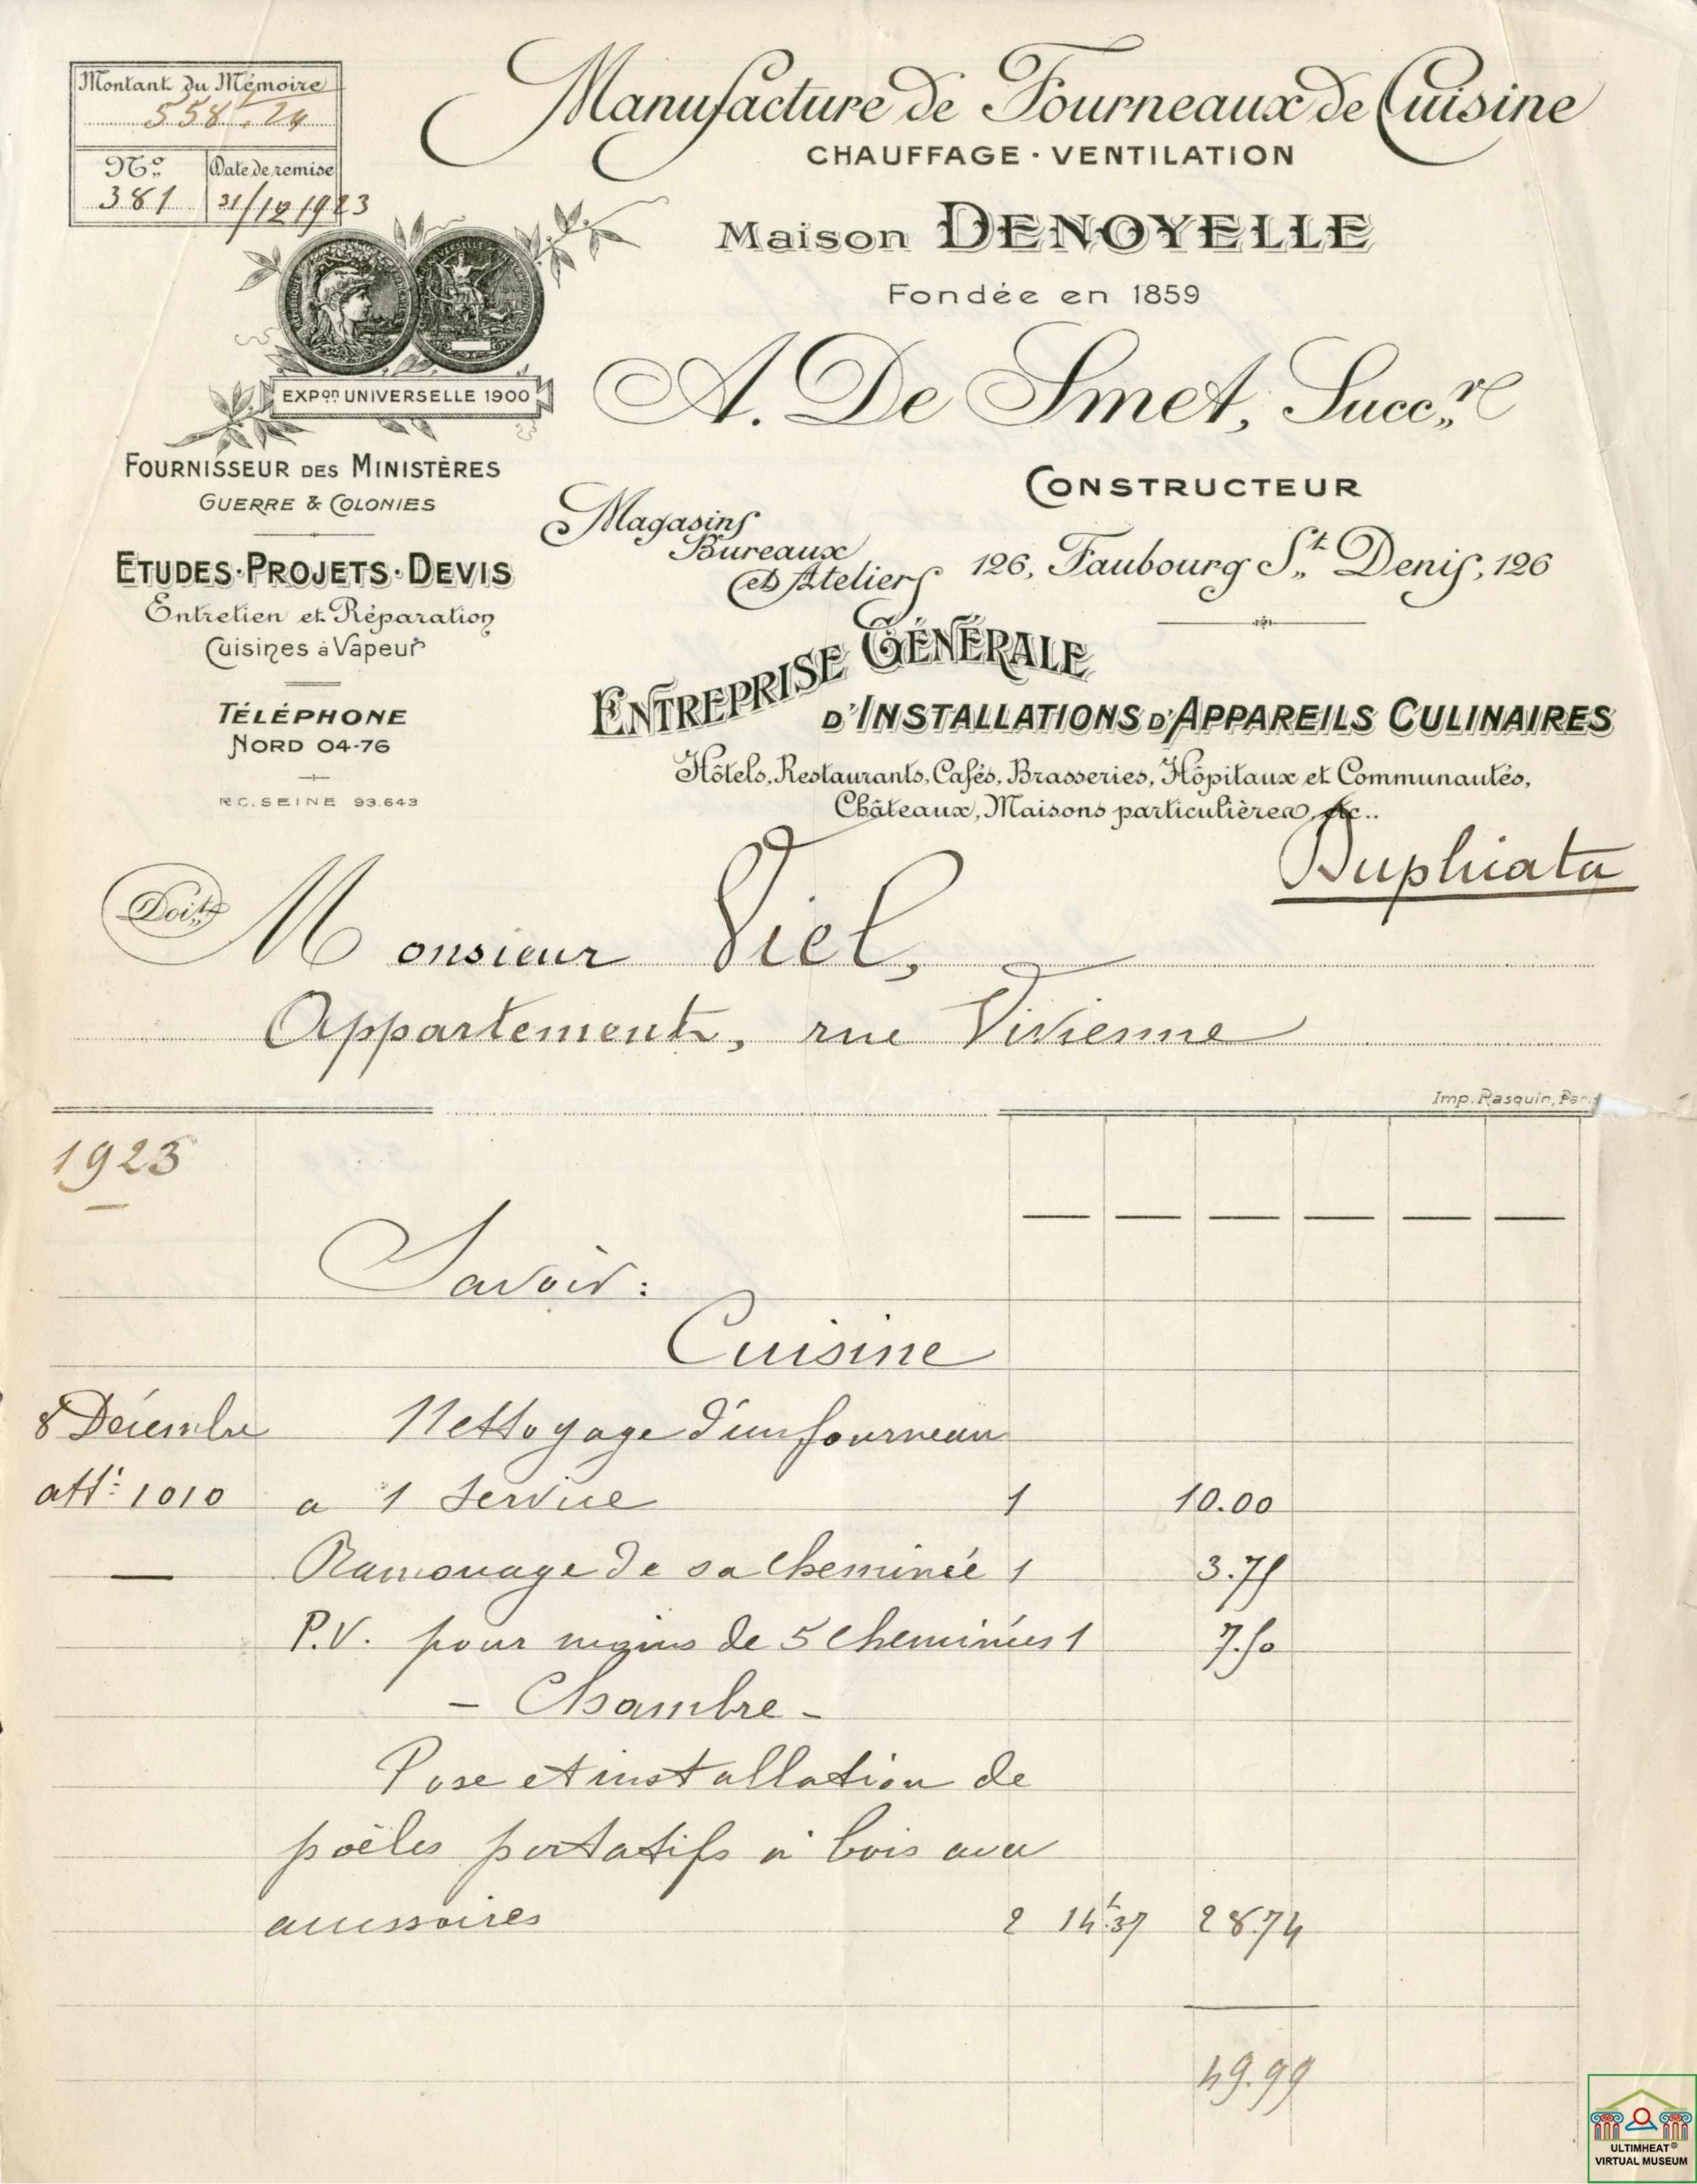 Montant du Mémoire
558.24
No. Date de remise
381 31/12 1923
Manufacture de Fourneaux de Cuisine
CHAUFFAGE · VENTILATION
Maison DENOYELLE
Fondée en 1859
EXPon UNIVERSELLE 1900
A. De Smet, Succ.r
FOURNISSEUR DES MINISTÈRES
GUERRE & COLONIES
CONSTRUCTEUR
Magasins
Bureaux
et Ateliers
126, Faubourg St Denis, 126
ETUDES · PROJETS · DEVIS
Entretien et Réparation
Cuisines à Vapeur
TÉLÉPHONE
NORD 04-76
R.C. SEINE 93.643
ENTREPRISE GÉNÉRALE
D'INSTALLATIONS D'APPAREILS CULINAIRES
Hôtels, Restaurants, Cafés, Brasseries, Hôpitaux et Communautés,
Châteaux, Maisons particulières, etc..
Duplicata
Doit Monsieur Viel,
Appartement, rue Vivienne
Imp. Rasquin, Paris
1923
Savoir:
Cuisine
8 Décembre Nettoyage d'un fourneau
att: 1010 a 1 service 1 10.00
— Ramonage de sa cheminée 1 3.75
P.V. pour moins de 5 cheminées 1 7.50
- Chambre -
Pose et installation de
poêles portatifs à bois avec
accessoires 2 14f.37 28.74
49.99
ULTIMHEAT®
VIRTUAL MUSEUM